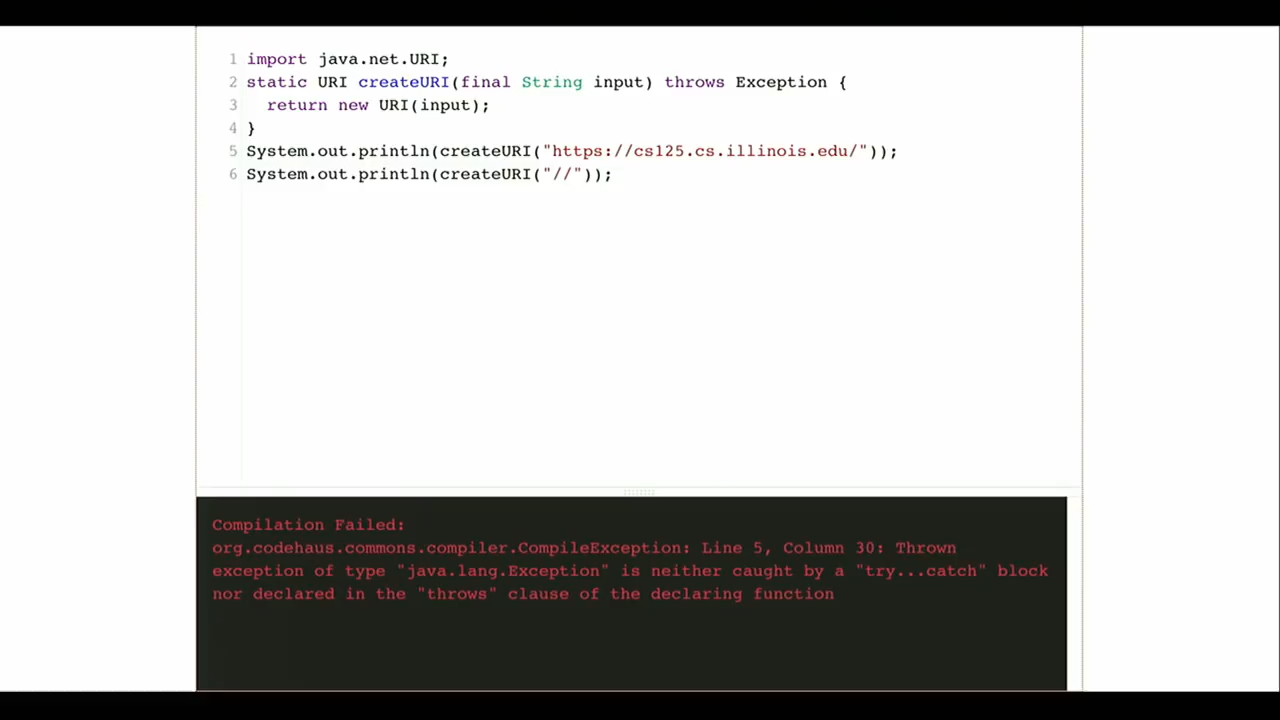 1 import java.net.URI;
2 static URI createURI(final String input) throws Exception {
3   return new URI(input);
4 }
5 System.out.println(createURI("https://cs125.cs.illinois.edu/"));
6 System.out.println(createURI("//"));
Compilation Failed:
org.codehaus.commons.compiler.CompileException: Line 5, Column 30: Thrown
exception of type "java.lang.Exception" is neither caught by a "try...catch" block
nor declared in the "throws" clause of the declaring function